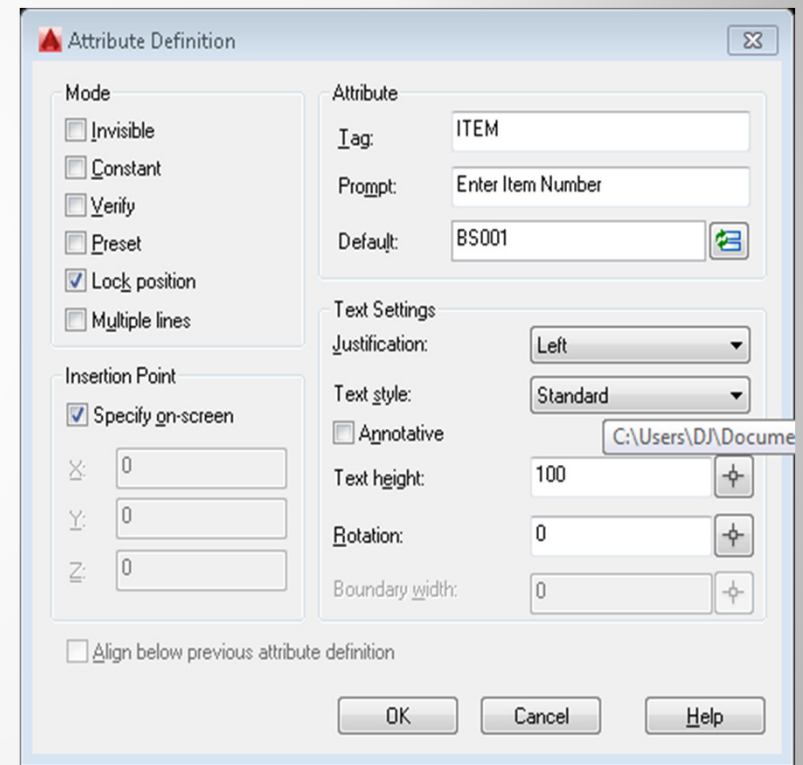 Attribute Definition
Mode
Invisible
Constant
Verify
Preset
Lock position
Multiple lines
Insertion Point
Specify on-screen
X: 0
Y: 0
Z: 0
Attribute
Tag: ITEM
Prompt: Enter Item Number
Default: BS001
Text Settings
Justification: Left
Text style: Standard
Annotative
C:\Users\DJ\Docume
Text height: 100
Rotation: 0
Boundary width: 0
Align below previous attribute definition
OK Cancel Help